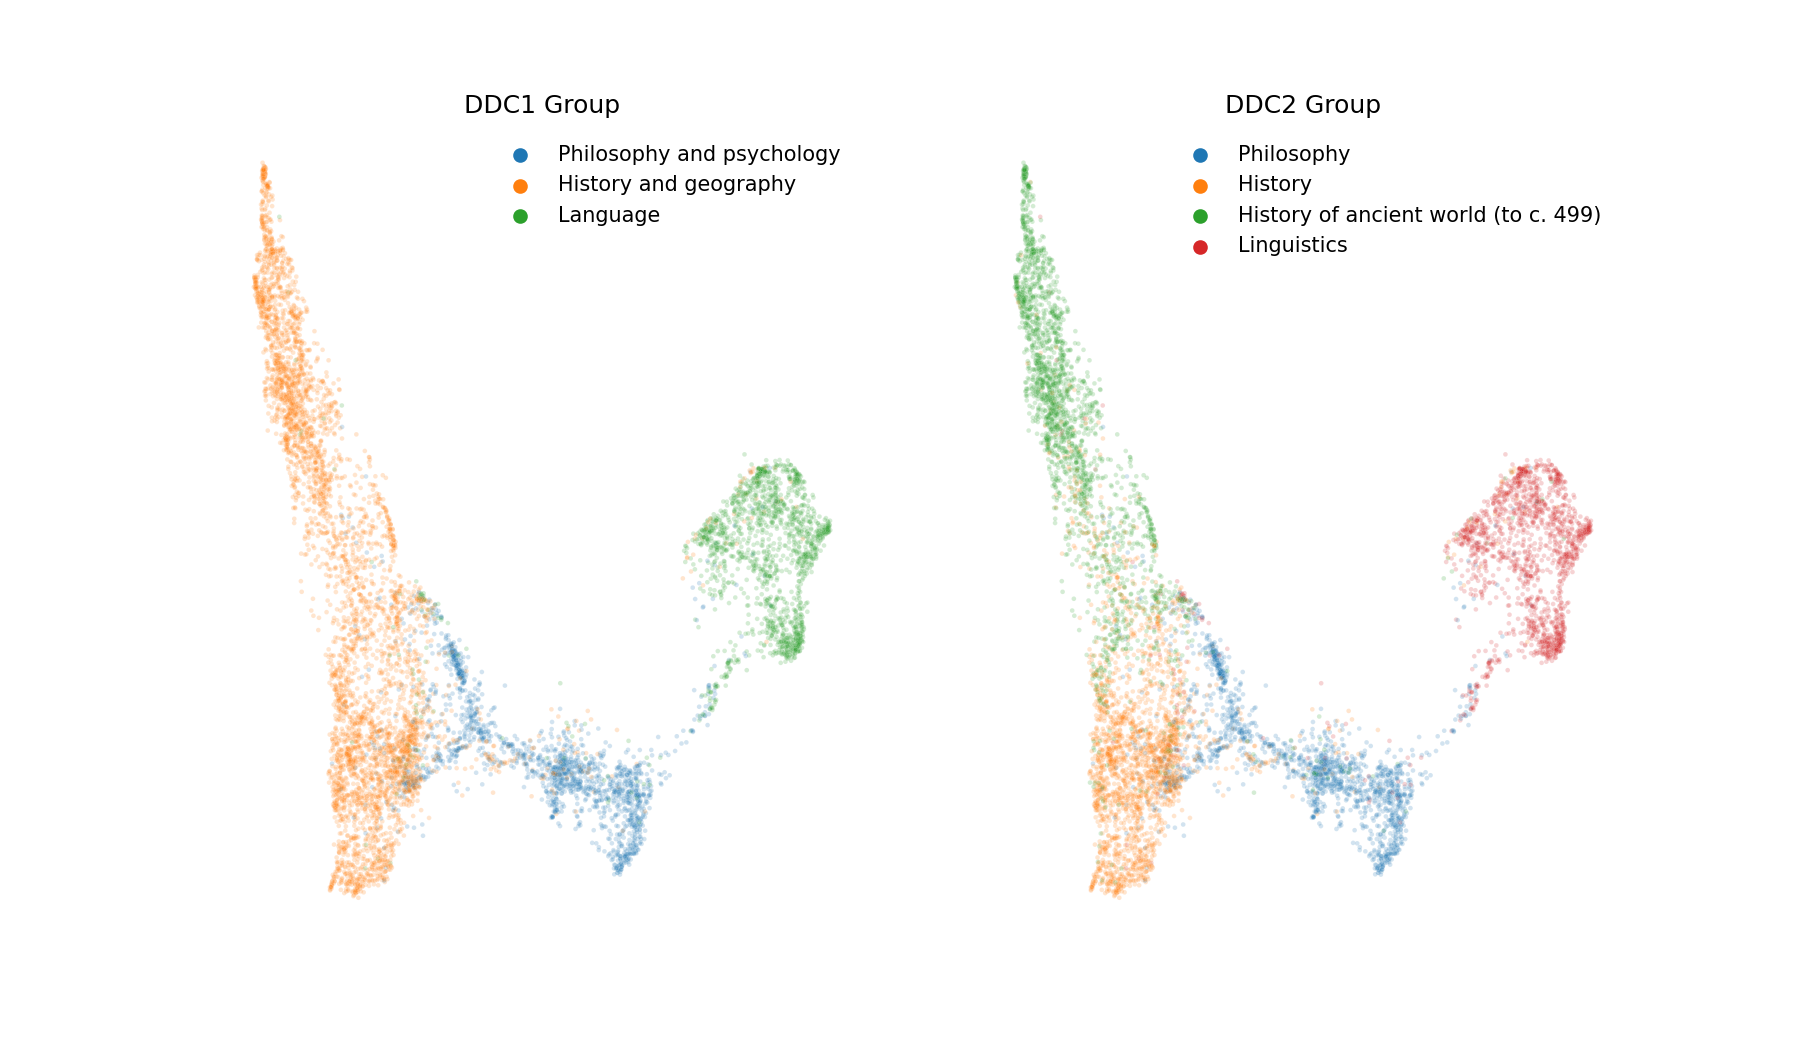 DDC1 Group
Philosophy and psychology
History and geography
Language
DDC2 Group
Philosophy
History
History of ancient world (to c. 499)
Linguistics